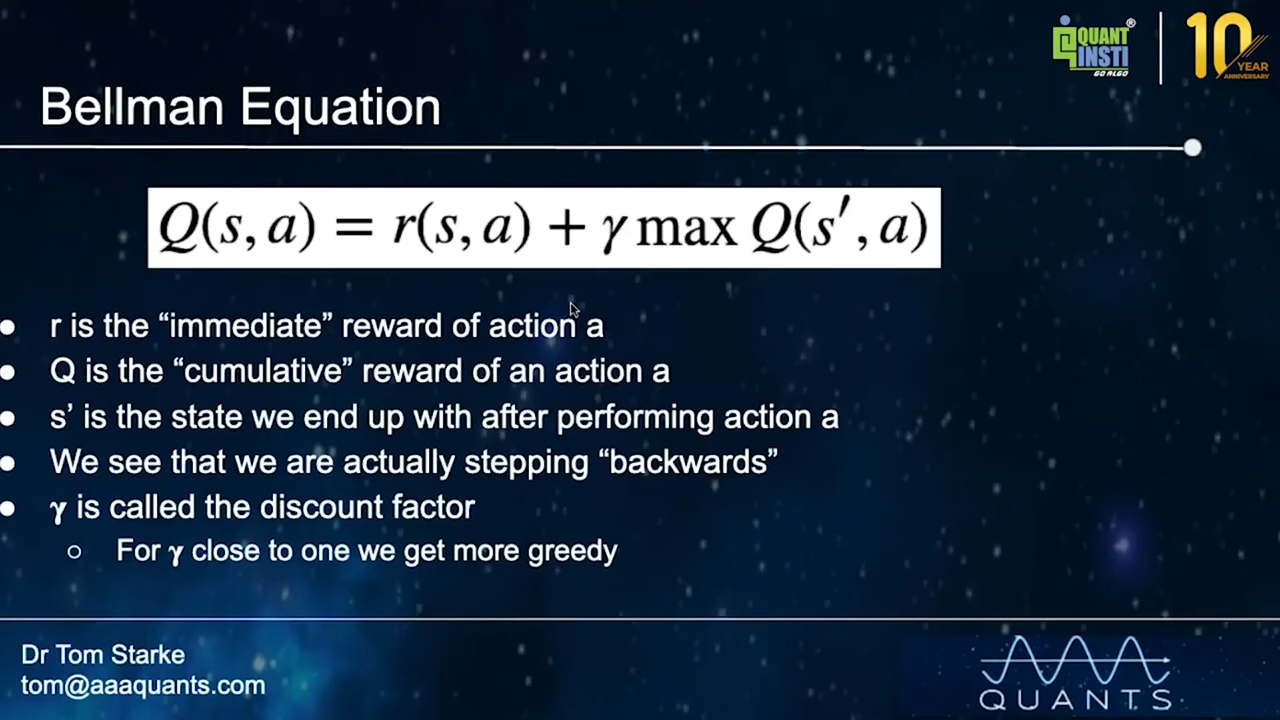 QUANT
INSTI
®
GO ALGO
10
YEAR
ANNIVERSARY
Bellman Equation
Q(s, a) = r(s, a) + γ max Q(s′, a)
● r is the “immediate” reward of action a
● Q is the “cumulative” reward of an action a
● s’ is the state we end up with after performing action a
● We see that we are actually stepping “backwards”
● γ is called the discount factor
○ For γ close to one we get more greedy
Dr Tom Starke
tom@aaaquants.com
QUANTS